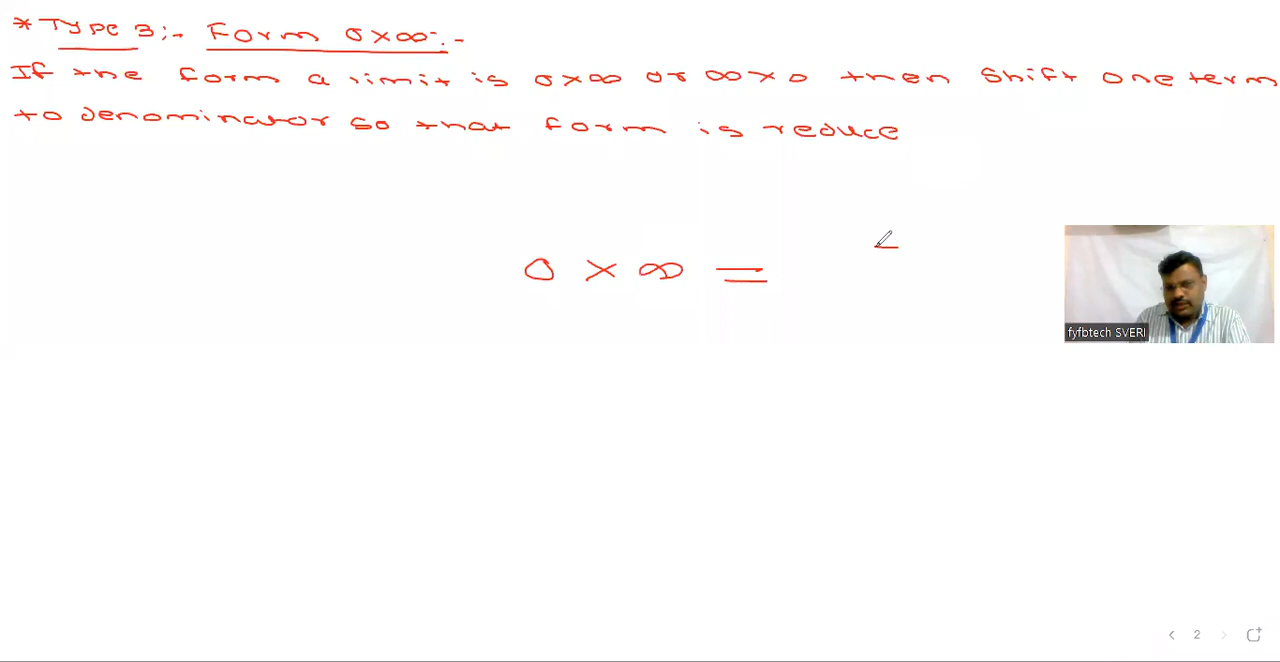 * TYPE 3:- Form 0×∞:-
If the form a limit is 0×∞ or ∞×0 then shift one term
to denominator so that form is reduce
0 × ∞ =
fyfbtech SVERI
2